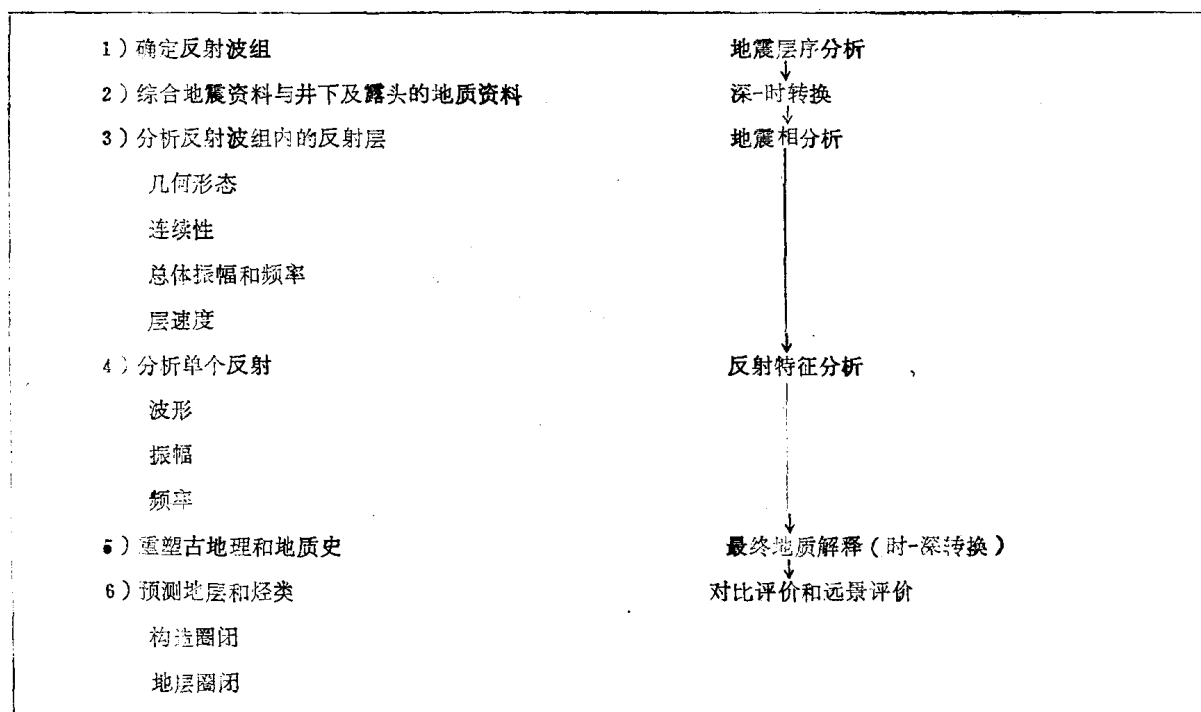 1）确定反射波组 地震层序分析
2）综合地震资料与井下及露头的地质资料 深-时转换
3）分析反射波组内的反射层 地震相分析
几何形态
连续性
总体振幅和频率
层速度
4）分析单个反射 反射特征分析
波形
振幅
频率
5）重塑古地理和地质史 最终地质解释（时-深转换）
6）预测地层和烃类 对比评价和远景评价
构造圈闭
地层圈闭